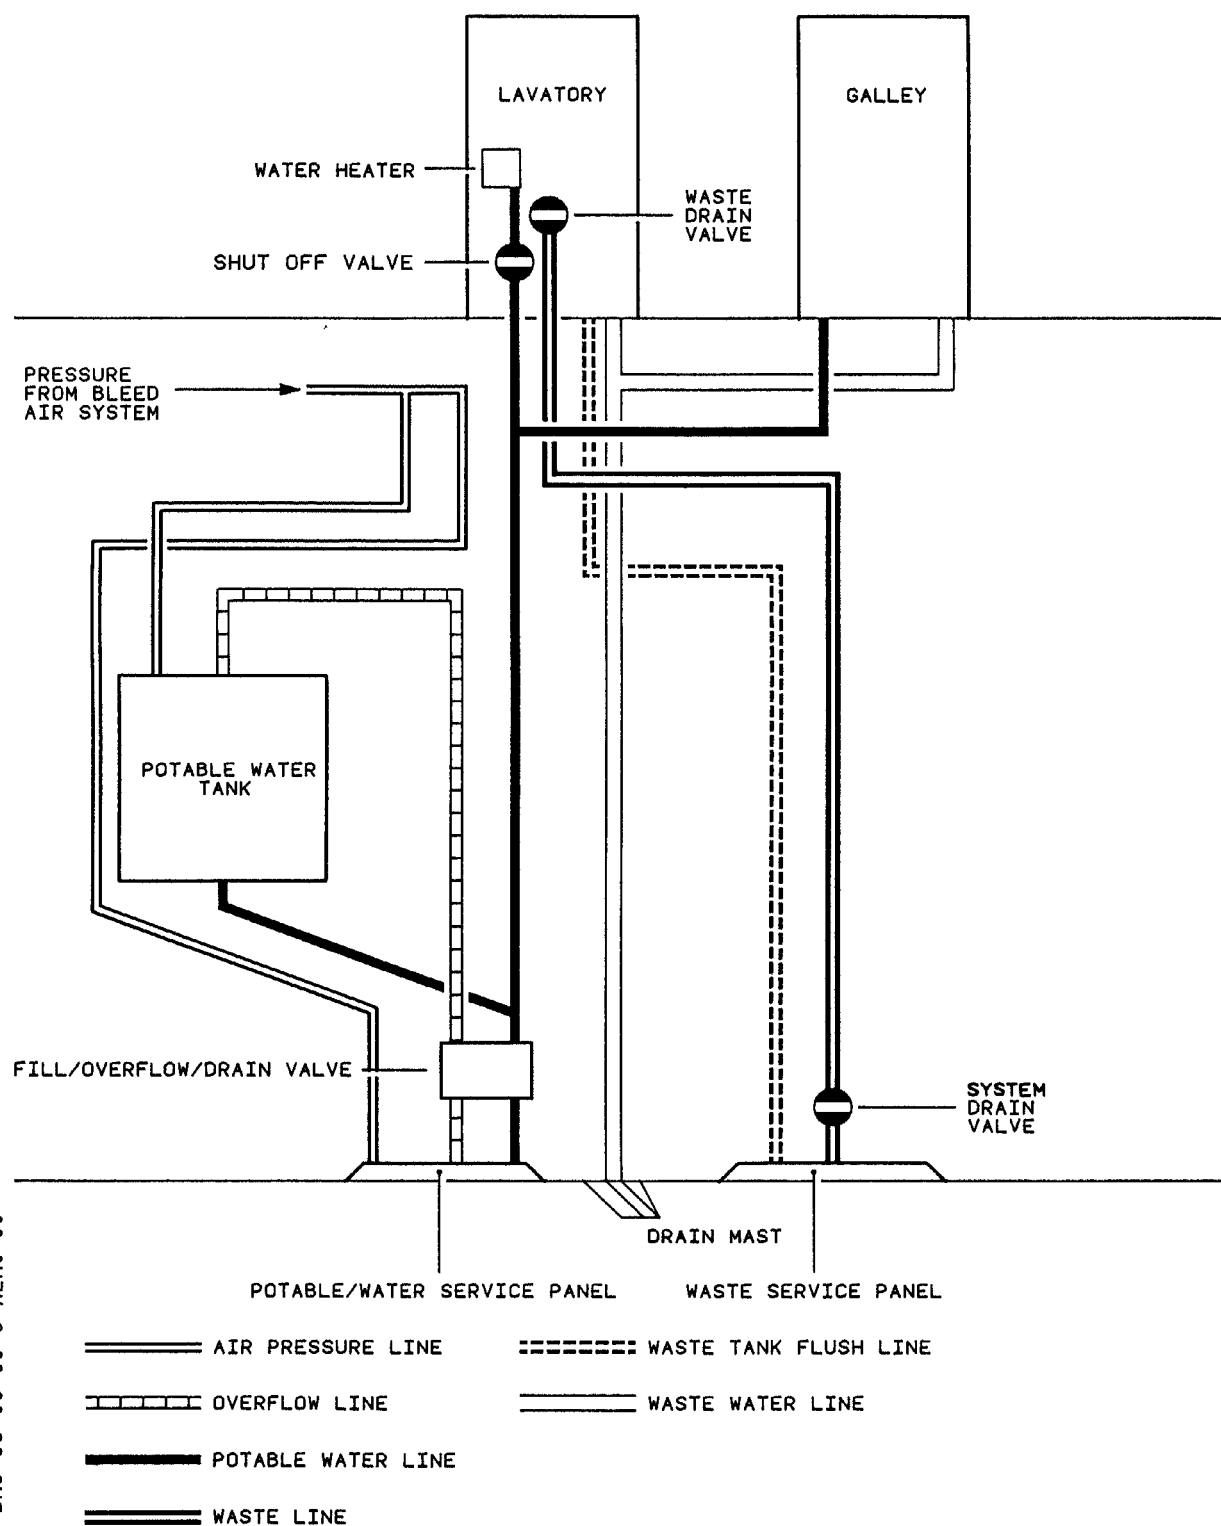 LAVATORY
GALLEY
WATER HEATER
WASTE
DRAIN
VALVE
SHUT OFF VALVE
PRESSURE
FROM BLEED
AIR SYSTEM
POTABLE WATER
TANK
FILL/OVERFLOW/DRAIN VALVE
SYSTEM
DRAIN
VALVE
DRAIN MAST
POTABLE/WATER SERVICE PANEL
WASTE SERVICE PANEL
AIR PRESSURE LINE
WASTE TANK FLUSH LINE
OVERFLOW LINE
WASTE WATER LINE
POTABLE WATER LINE
WASTE LINE